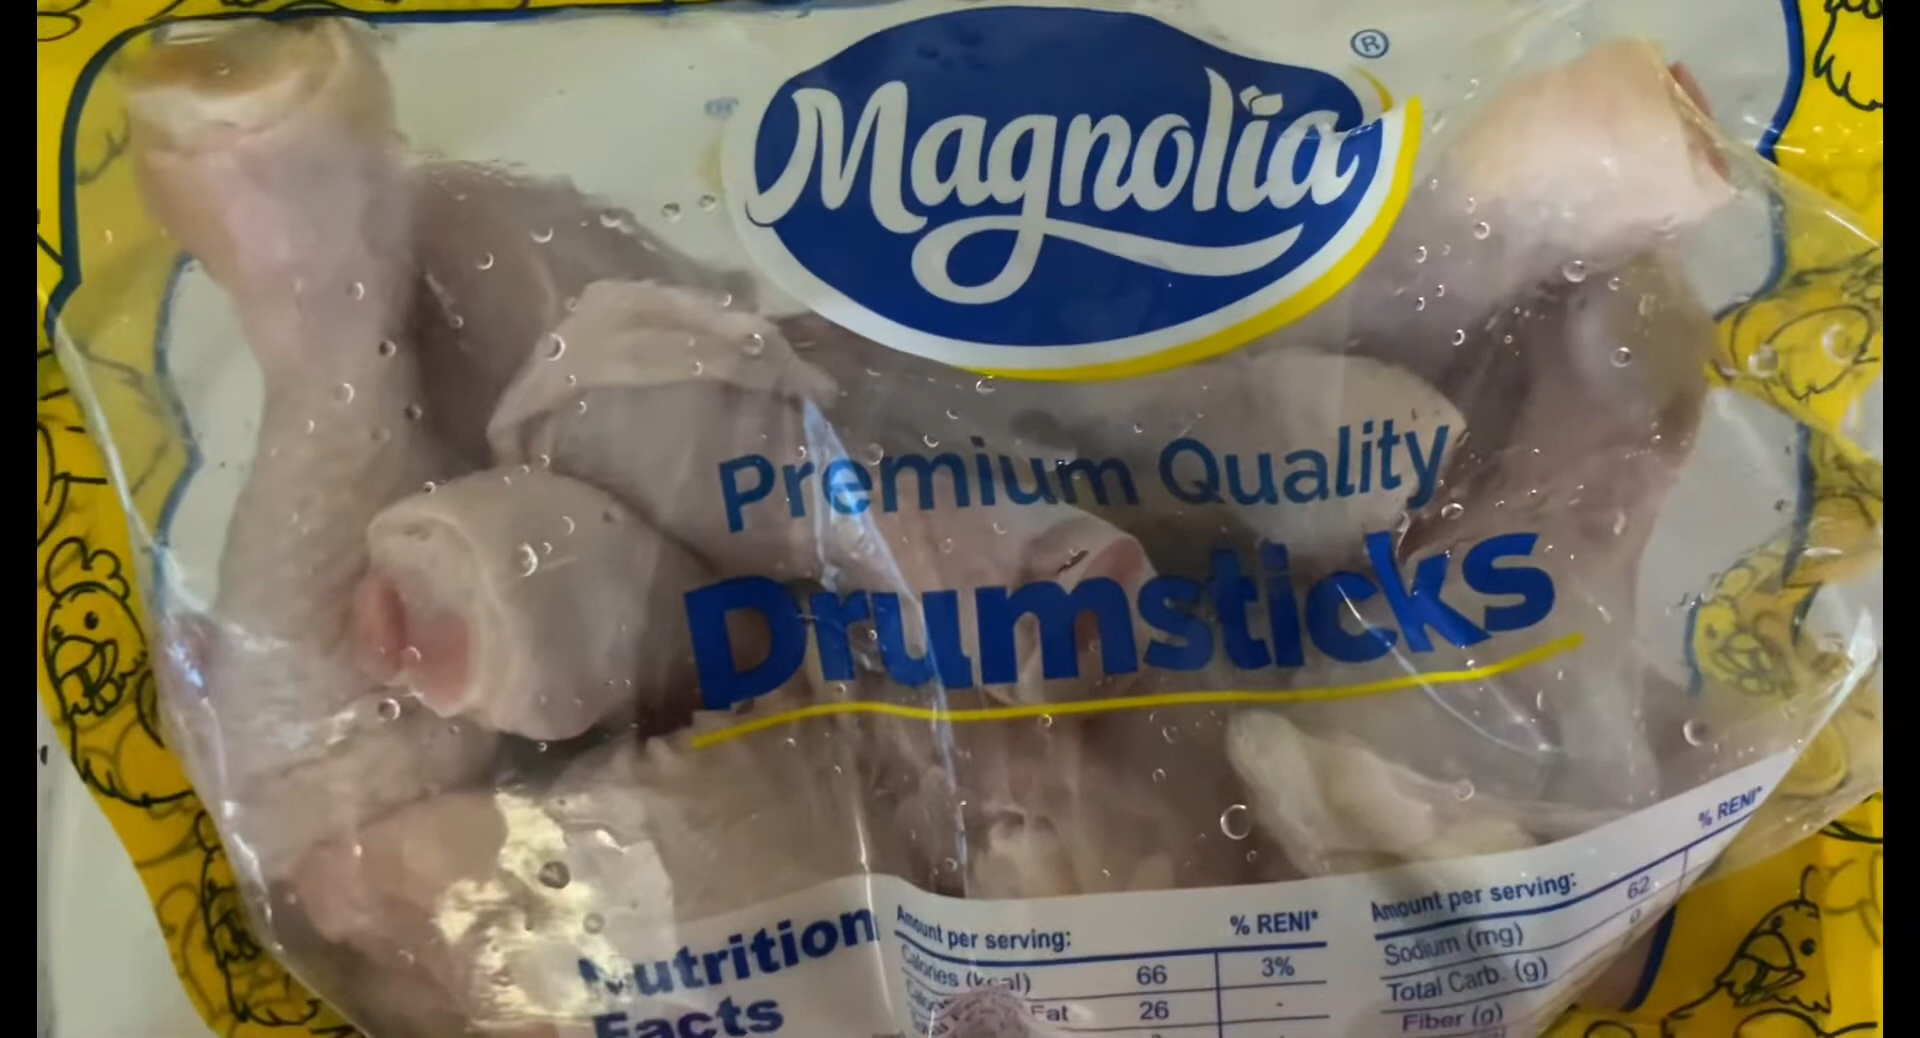 Magnolia ®
Premium Quality
Drumsticks
Nutrition
Facts
Amount per serving:
% RENI*
Calories (kcal) 66 3%
Fat 26 -
-
Amount per serving:
% RENI*
Sodium (mg) 62
Total Carb. (g) 0
Fiber (g)